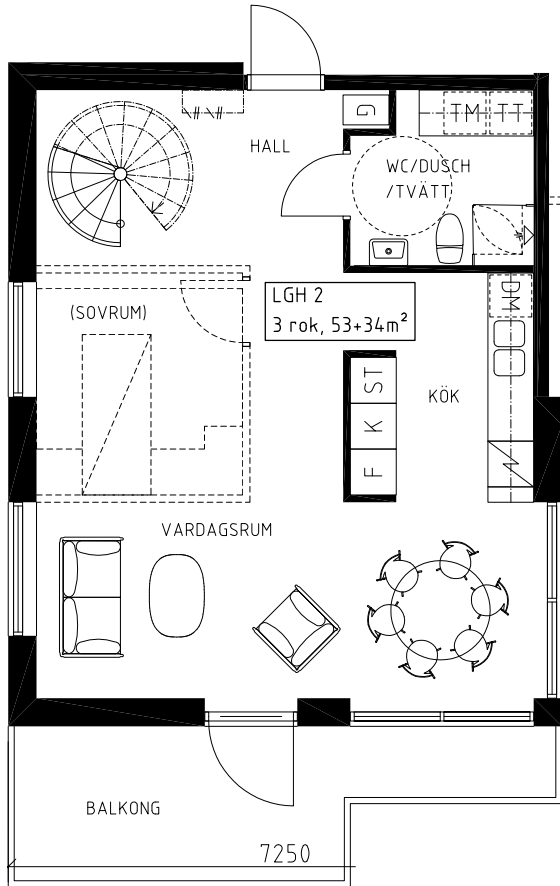 G
TM TT
HALL
WC/DUSCH
/TVÄTT
LGH 2
3 rok, 53+34m²
DM
(SOVRUM)
ST
KÖK
K
F
VARDAGSRUM
BALKONG
7250